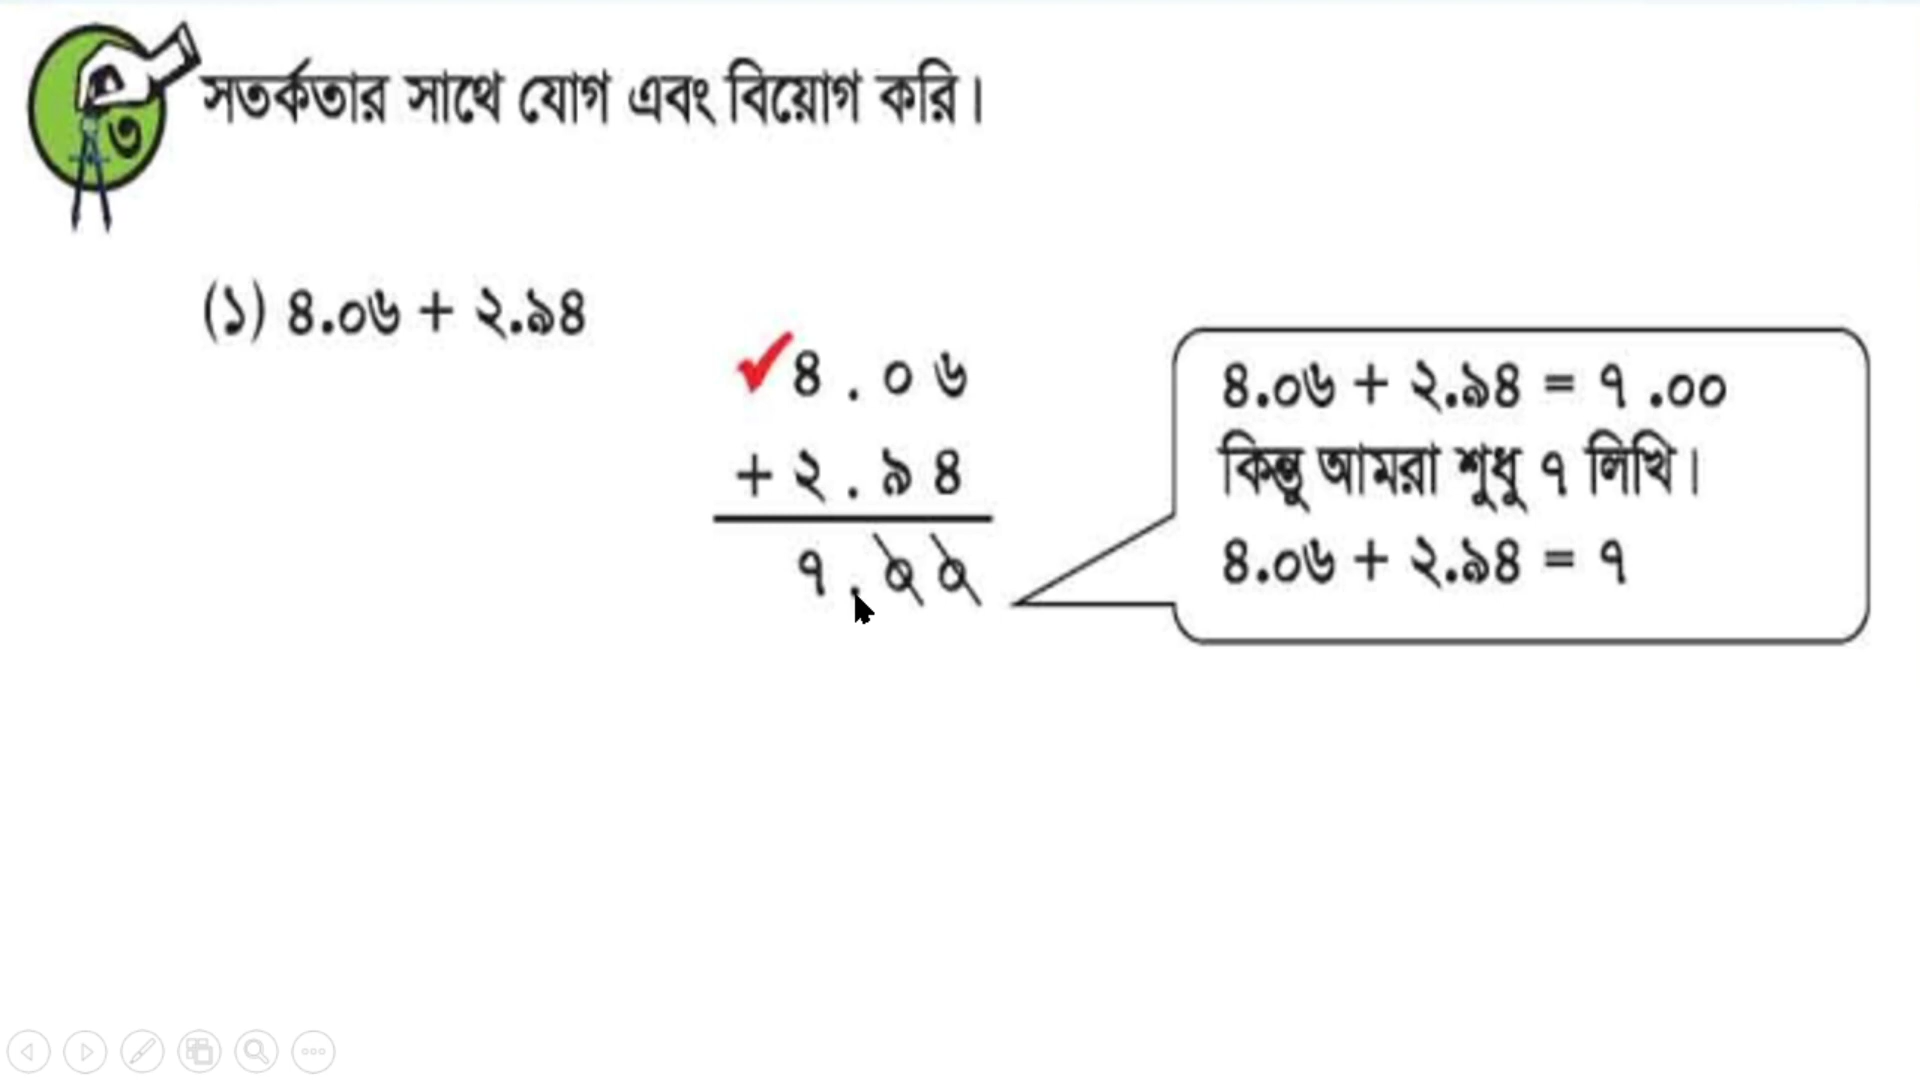 ৩
সতর্কতার সাথে যোগ এবং বিয়োগ করি।
(১) ৪.০৬ + ২.৯৪
৪ . ০ ৬
+ ২ . ৯ ৪
৭ . ০ ০
৪.০৬ + ২.৯৪ = ৭ .০০
কিন্তু আমরা শুধু ৭ লিখি।
৪.০৬ + ২.৯৪ = ৭